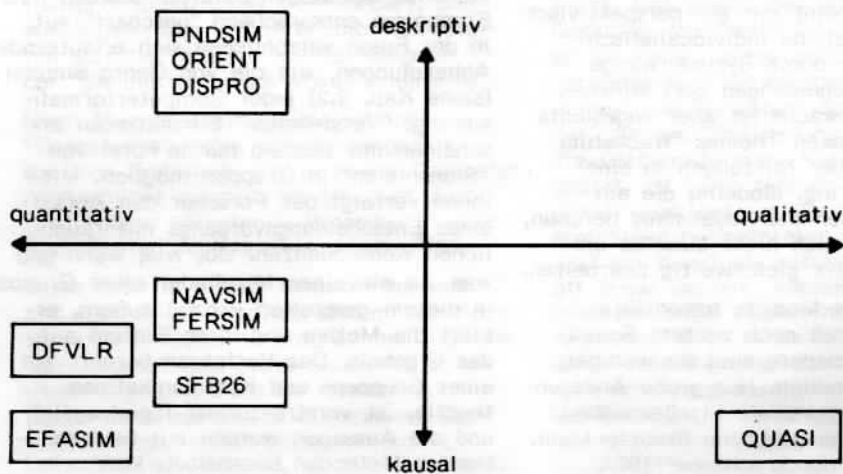 deskriptiv
PNDSIM
ORIENT
DISPRO
quantitativ
qualitativ
NAVSIM
FERSIM
DFVLR
SFB26
EFASIM
QUASI
kausal